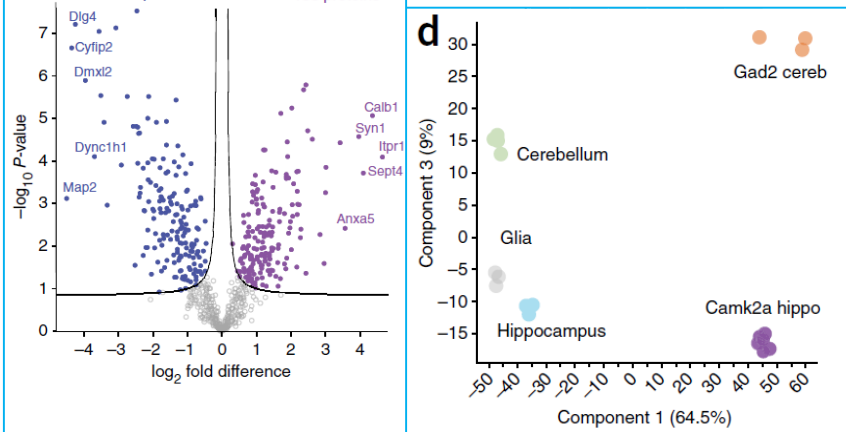 Dlg4
Cyfip2
Dmxl2
Dync1h1
Map2
Calb1
Syn1
Itpr1
Sept4
Anxa5
7
6
5
4
3
2
1
0
−log10 P-value
−4 −3 −2 −1 0 1 2 3 4
log2 fold difference
d
30
25
20
15
10
5
0
−5
−10
−15
Component 3 (9%)
Gad2 cereb
Cerebellum
Glia
Hippocampus
Camk2a hippo
−50 −40 −30 −20 −10 0 10 20 30 40 50 60
Component 1 (64.5%)